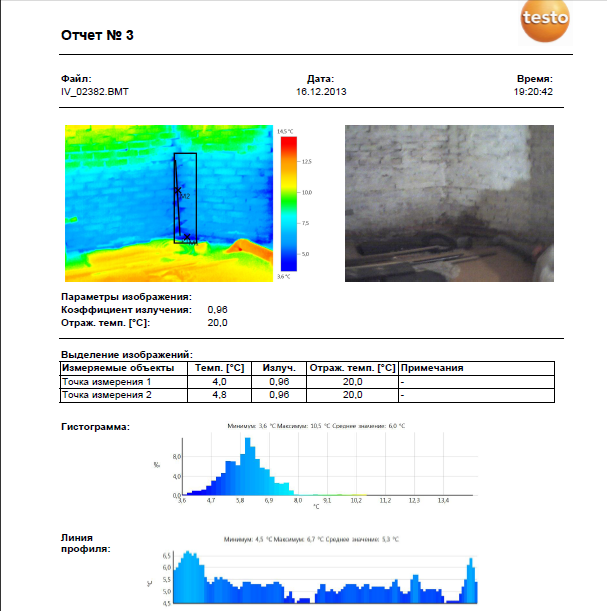 testo
Отчет № 3
Файл: Дата: Время:
IV_02382.BMT 16.12.2013 19:20:42
14,5 °C
12,5
10,0
7,5
5,0
3,6 °C
M2
Параметры изображения:
Коэффициент излучения: 0,96
Отраж. темп. [°C]: 20,0
Выделение изображений:
Измеряемые объекты Темп. [°C] Излуч. Отраж. темп. [°C] Примечания
Точка измерения 1 4,0 0,96 20,0 -
Точка измерения 2 4,8 0,96 20,0 -
Гистограмма:
Минимум: 3,6 °C Максимум: 10,5 °C Среднее значение: 6,0 °C
%
8,0
4,0
0,0
3,6 4,7 5,8 6,9 8,0 9,1 10,2 11,2 12,3 13,4
°C
Линия
профиля:
Минимум: 4,5 °C Максимум: 6,7 °C Среднее значение: 5,3 °C
°C
6,5
6,0
5,5
5,0
4,5